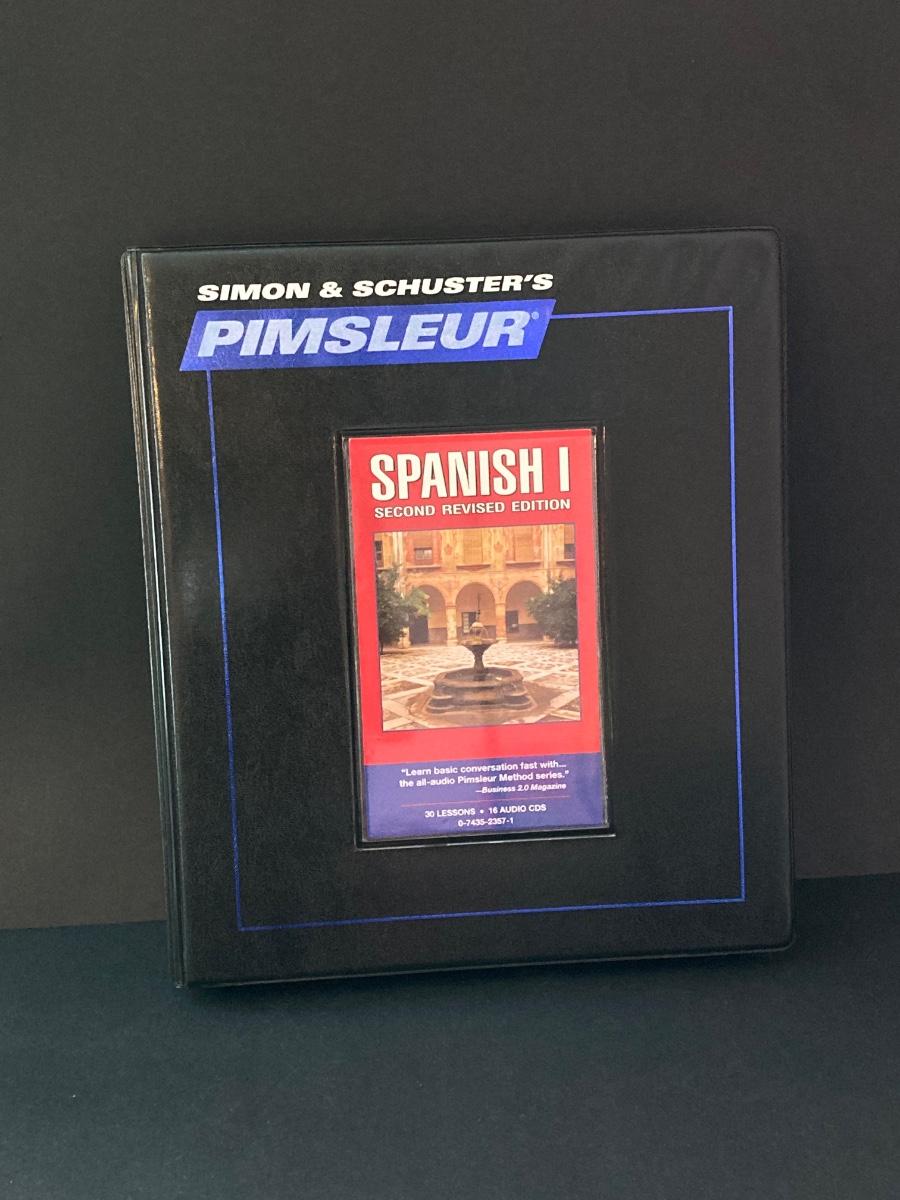 SIMON & SCHUSTER'S
PIMSLEUR®
SPANISH I
SECOND REVISED EDITION
"Learn basic conversation fast with...
the all-audio Pimsleur Method series."
—Business 2.0 Magazine
30 LESSONS • 16 AUDIO CDS
0-7435-2357-1